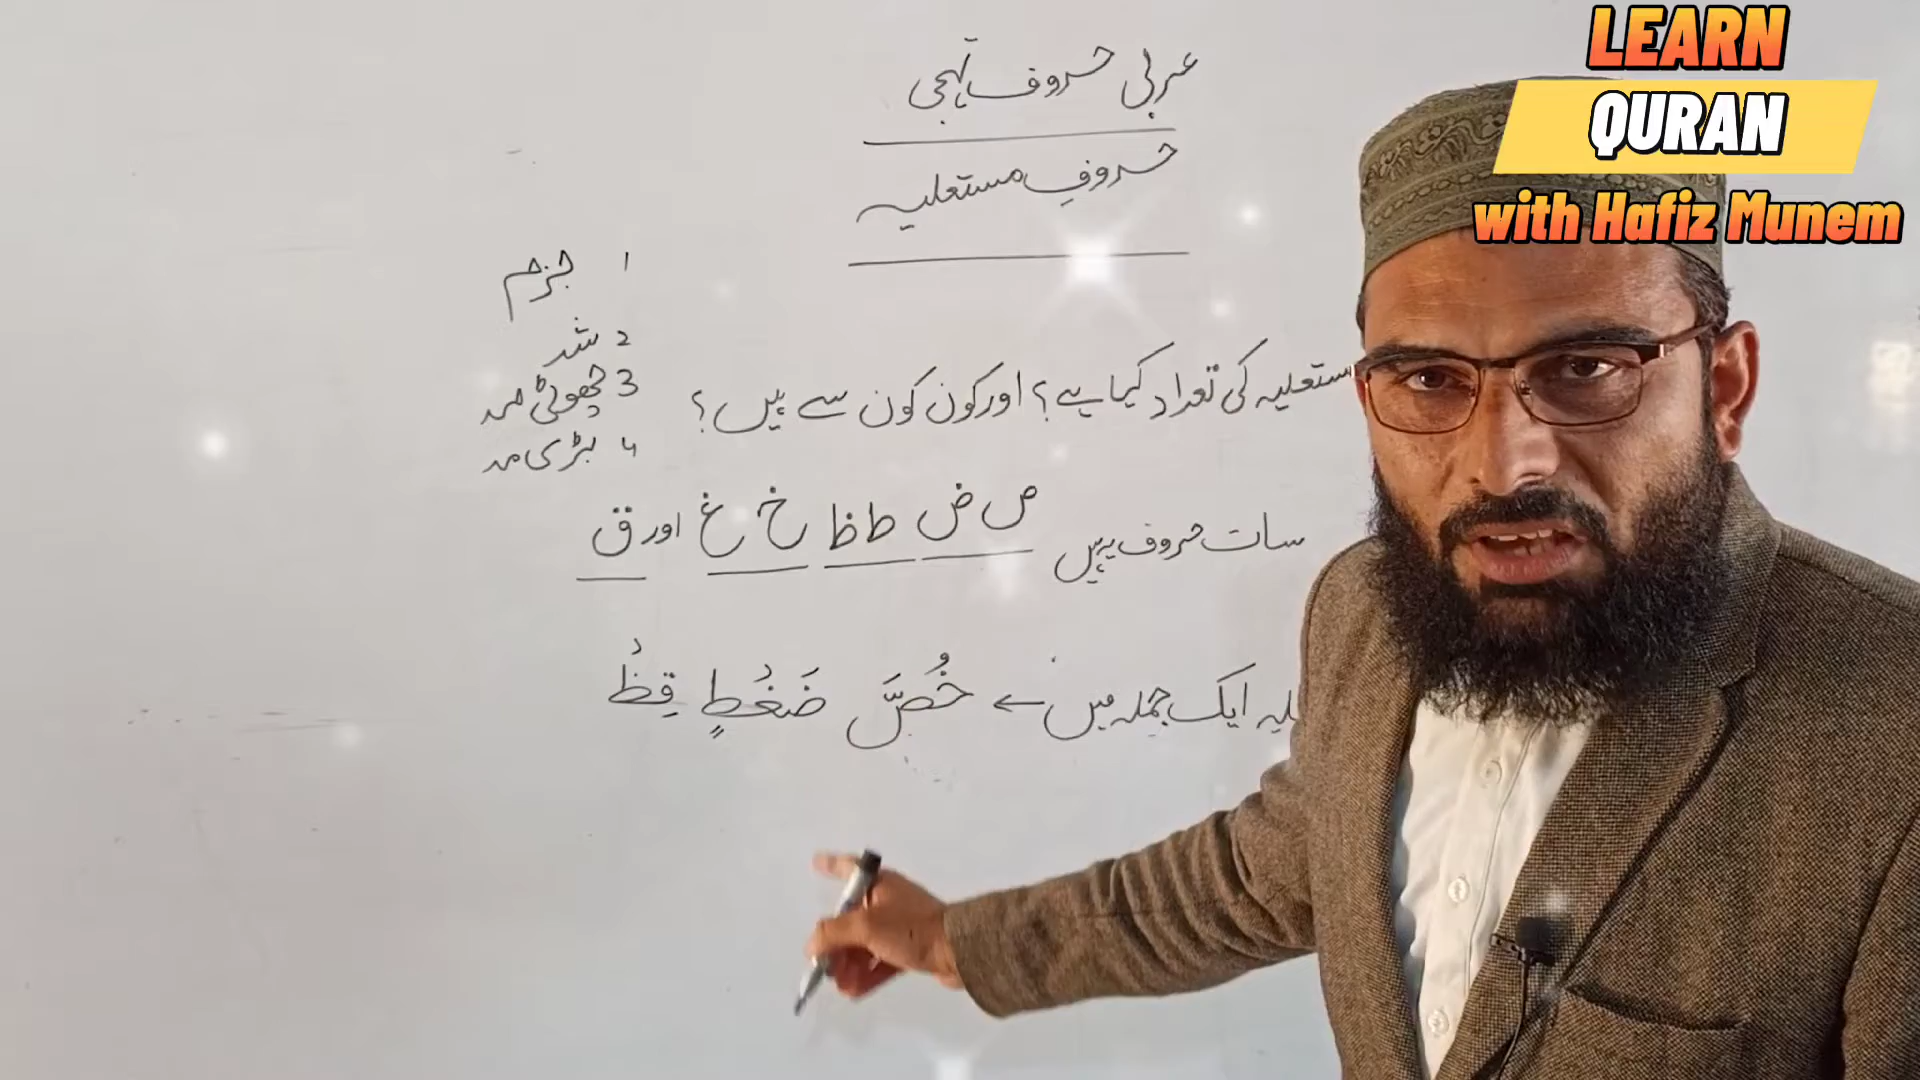 LEARN
QURAN
with Hafiz Munem
عربی حروف تہجی
حروفِ مستعلیہ
1 جزم
2 شد
3 چھوٹی مد
4 بڑی مد
مستعلیہ کی تعداد کیا ہے؟ اور کون کون سے ہیں؟
سات حروف ہیں ص ض ط ظ خ غ اور ق
ایک جملہ میں ← خُصَّ ضَغْطٍ قِظْ